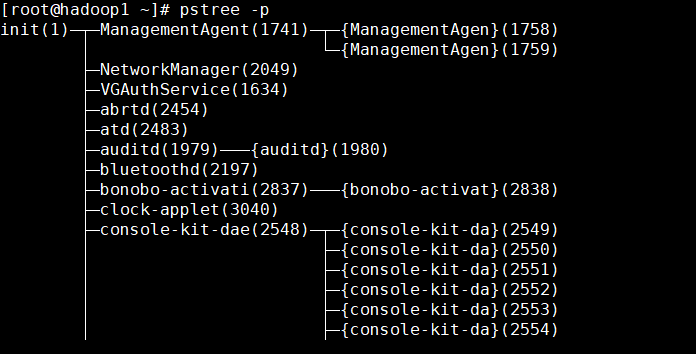 [root@hadoop1 ~]# pstree -p
init(1)─┬─ManagementAgent(1741)─┬─{ManagementAgen}(1758)
        │                       └─{ManagementAgen}(1759)
        ├─NetworkManager(2049)
        ├─VGAuthService(1634)
        ├─abrtd(2454)
        ├─atd(2483)
        ├─auditd(1979)───{auditd}(1980)
        ├─bluetoothd(2197)
        ├─bonobo-activati(2837)───{bonobo-activat}(2838)
        ├─clock-applet(3040)
        ├─console-kit-dae(2548)─┬─{console-kit-da}(2549)
        │                       ├─{console-kit-da}(2550)
        │                       ├─{console-kit-da}(2551)
        │                       ├─{console-kit-da}(2552)
        │                       ├─{console-kit-da}(2553)
        │                       ├─{console-kit-da}(2554)